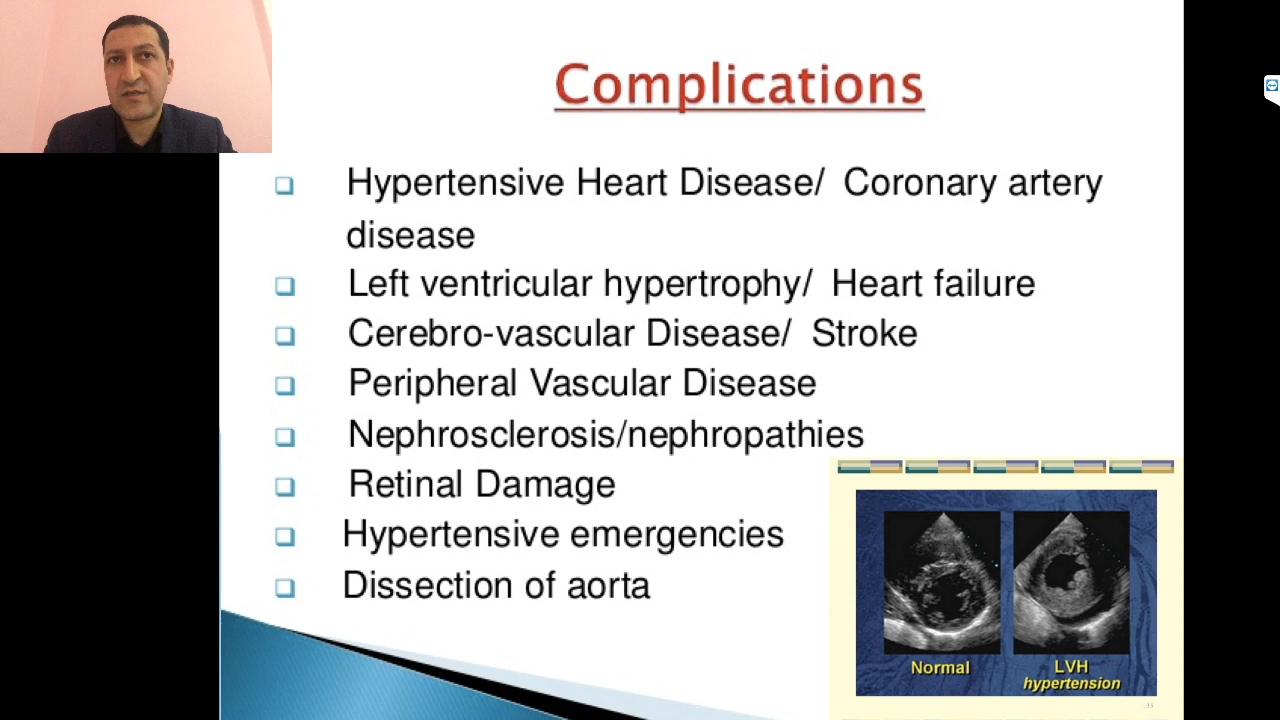 Complications
Hypertensive Heart Disease/ Coronary artery
disease
Left ventricular hypertrophy/ Heart failure
Cerebro-vascular Disease/ Stroke
Peripheral Vascular Disease
Nephrosclerosis/nephropathies
Retinal Damage
Hypertensive emergencies
Dissection of aorta
Normal
LVH
hypertension